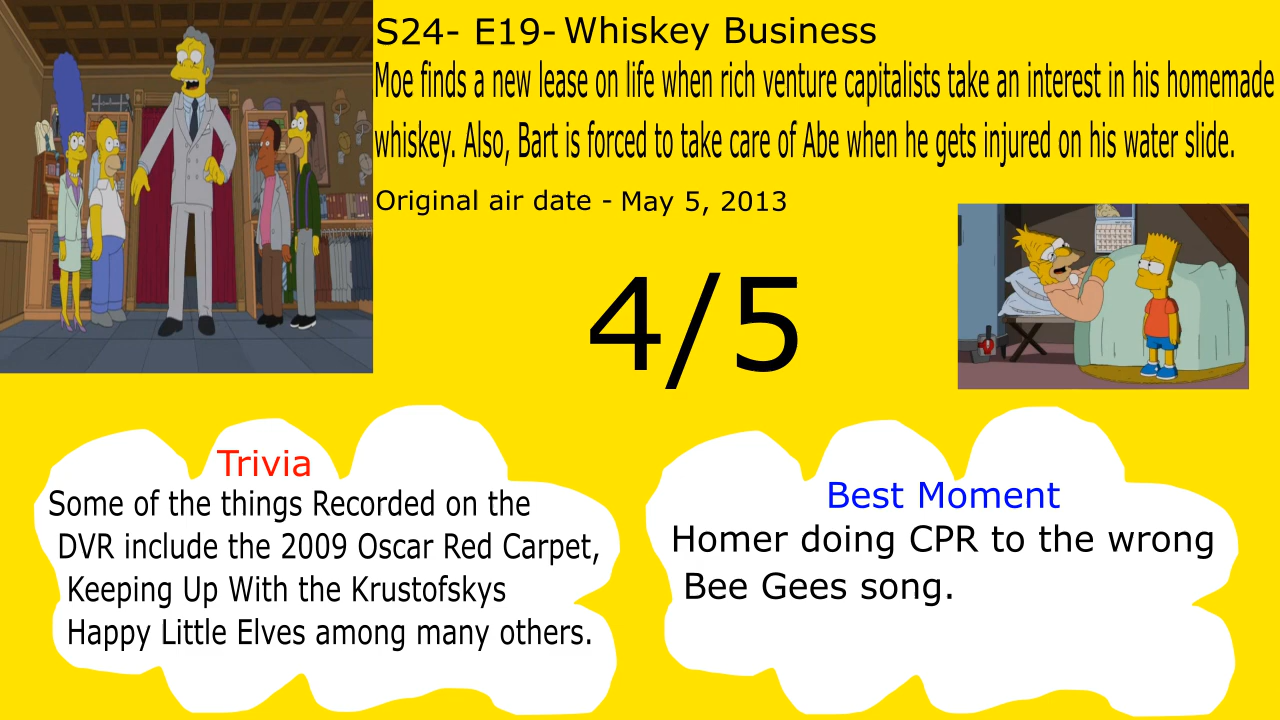 S24- E19- Whiskey Business
Moe finds a new lease on life when rich venture capitalists take an interest in his homemade
whiskey. Also, Bart is forced to take care of Abe when he gets injured on his water slide.
Original air date - May 5, 2013
4/5
Trivia
Some of the things Recorded on the
DVR include the 2009 Oscar Red Carpet,
Keeping Up With the Krustofskys
Happy Little Elves among many others.
Best Moment
Homer doing CPR to the wrong
Bee Gees song.